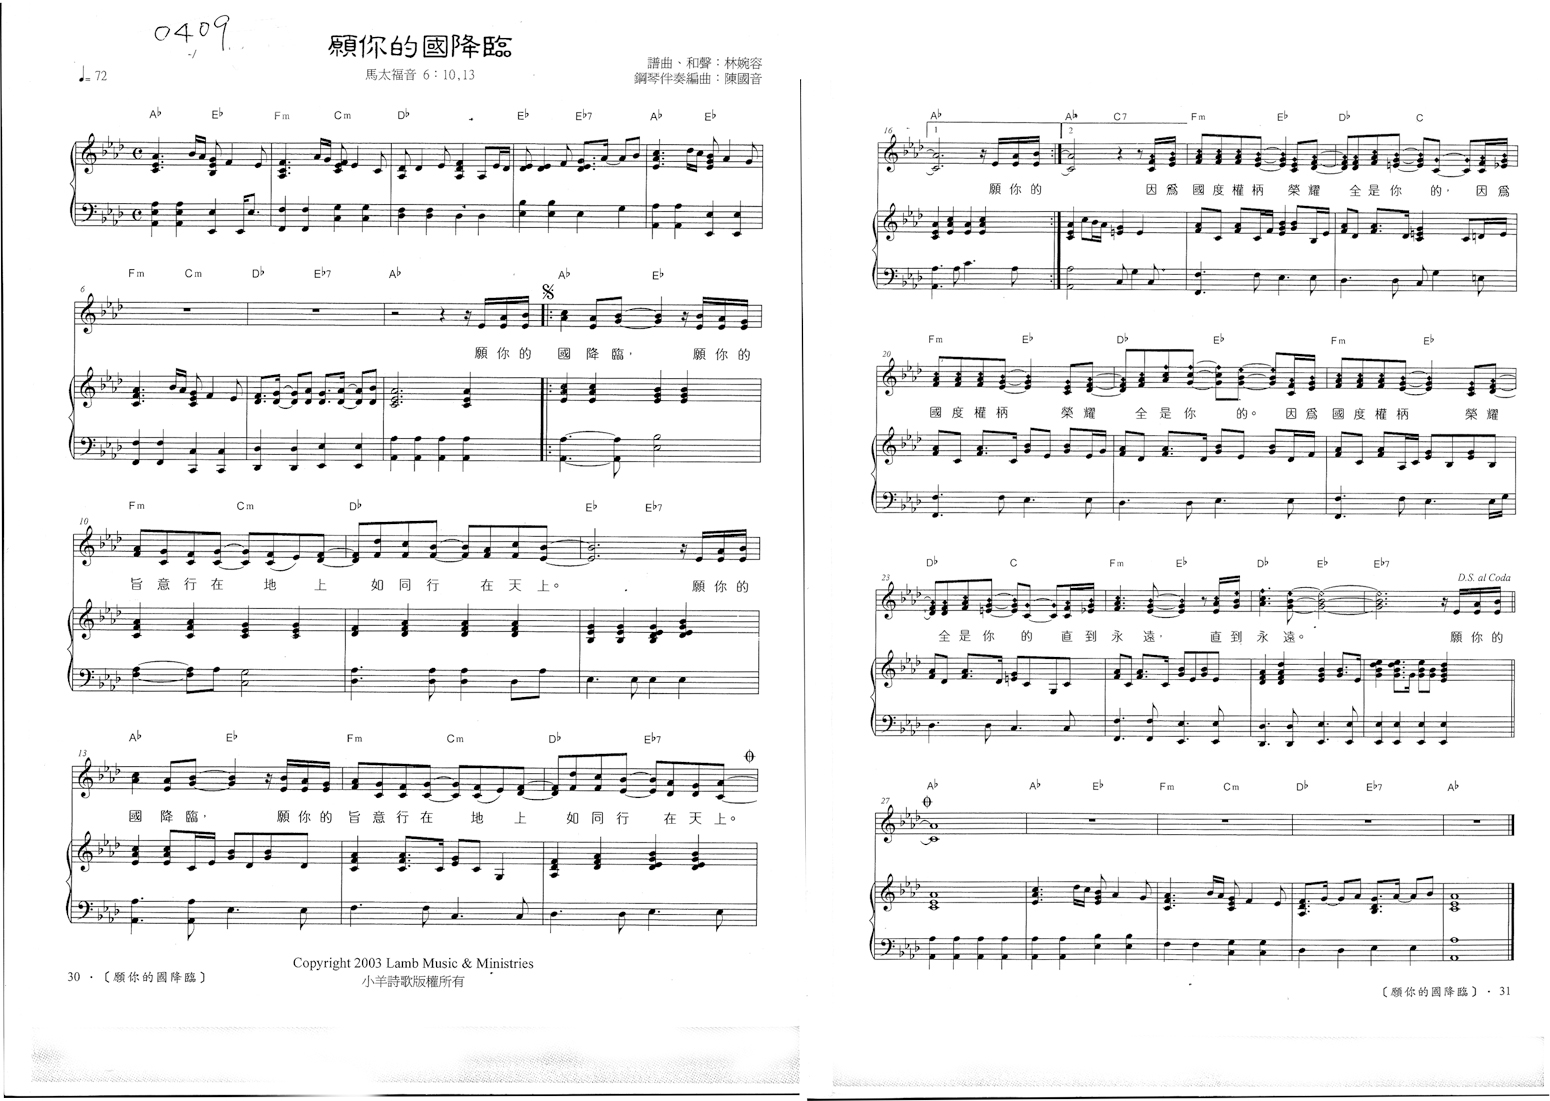 0409
願你的國降臨
馬太福音 6：10,13
譜曲、和聲：林婉容
鋼琴伴奏編曲：陳國音
♩= 72
A♭ E♭ Fm Cm D♭ E♭ E♭7 A♭ E♭
6
Fm Cm D♭ E♭7 A♭ A♭ E♭
願你的 國降臨， 願你的
10
Fm Cm D♭ E♭ E♭7
旨意行在 地上 如同行 在天上。 願你的
13
A♭ E♭ Fm Cm D♭ E♭7
國降臨， 願你的旨意行在 地上 如同行 在天上。
Copyright 2003 Lamb Music & Ministries
小羊詩歌版權所有
30 ·〔願你的國降臨〕
16
A♭ A♭ C7 Fm E♭ D♭ C
1 2
願你的 因為國度權柄 榮耀 全是你 的， 因為
20
Fm E♭ D♭ E♭ Fm E♭
國度權柄 榮耀 全是你 的。因為國度權柄 榮耀
23
D♭ C Fm E♭ D♭ E♭ E♭7
D.S. al Coda
全是你 的 直到永遠， 直到永遠。 願你的
27
A♭ A♭ E♭ Fm Cm D♭ E♭7 A♭
〔願你的國降臨〕· 31